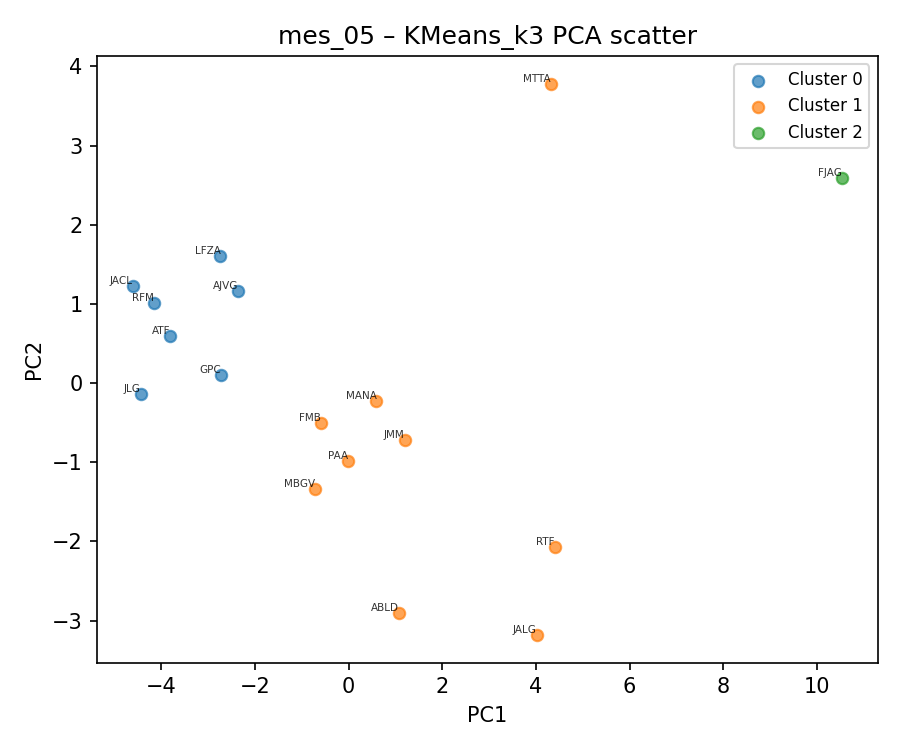 mes_05 – KMeans_k3 PCA scatter
Cluster 0
Cluster 1
Cluster 2
MTTA
FJAG
LFZA
JACL
RFM
AJVG
ATF
GPC
JLG
MANA
FMB
JMM
PAA
MBGV
RTF
ABLD
JALG
4
3
2
1
0
−1
−2
−3
PC2
−4 −2 0 2 4 6 8 10
PC1